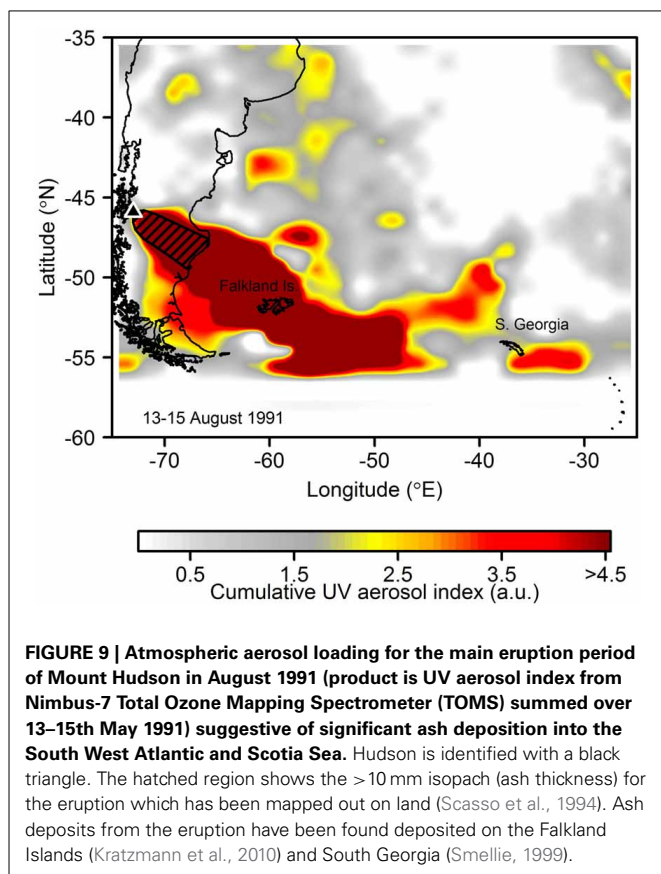 -35
-40
-45
-50
-55
-60
Latitude (°N)
Falkland Is.
S. Georgia
13-15 August 1991
-70 -60 -50 -40 -30
Longitude (°E)
0.5 1.5 2.5 3.5 >4.5
Cumulative UV aerosol index (a.u.)
FIGURE 9 | Atmospheric aerosol loading for the main eruption period
of Mount Hudson in August 1991 (product is UV aerosol index from
Nimbus-7 Total Ozone Mapping Spectrometer (TOMS) summed over
13–15th May 1991) suggestive of significant ash deposition into the
South West Atlantic and Scotia Sea. Hudson is identified with a black
triangle. The hatched region shows the >10 mm isopach (ash thickness) for
the eruption which has been mapped out on land (Scasso et al., 1994). Ash
deposits from the eruption have been found deposited on the Falkland
Islands (Kratzmann et al., 2010) and South Georgia (Smellie, 1999).